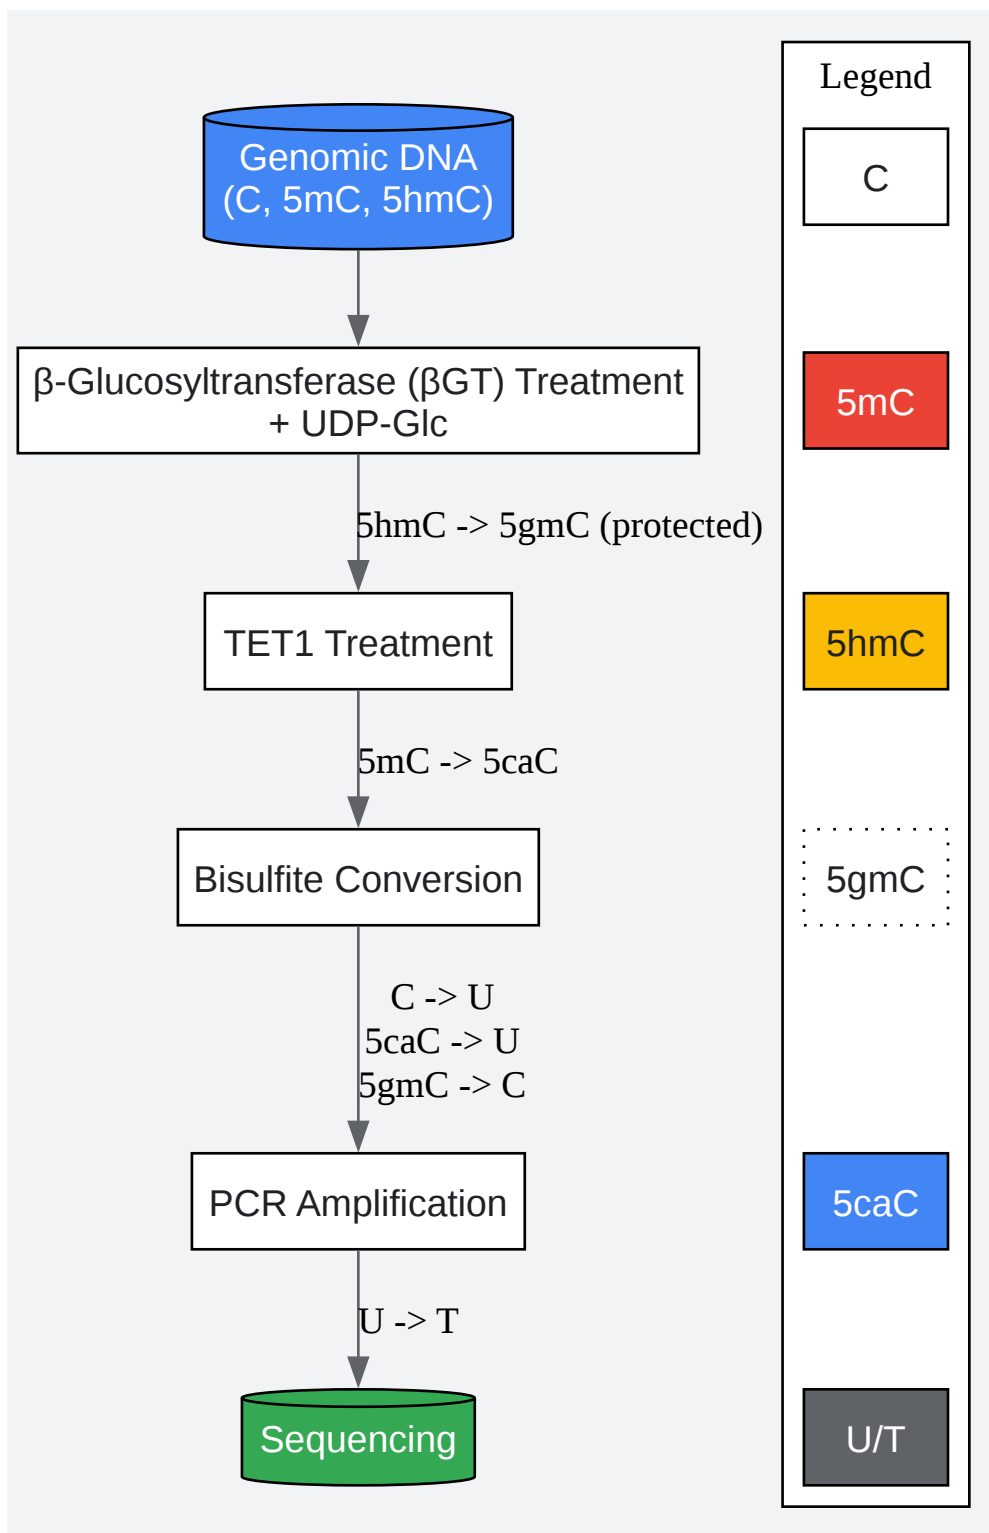 Genomic DNA
(C, 5mC, 5hmC)
β-Glucosyltransferase (βGT) Treatment
+ UDP-Glc
5hmC -> 5gmC (protected)
TET1 Treatment
5mC -> 5caC
Bisulfite Conversion
C -> U
5caC -> U
5gmC -> C
PCR Amplification
U -> T
Sequencing
Legend
C
5mC
5hmC
5gmC
5caC
U/T